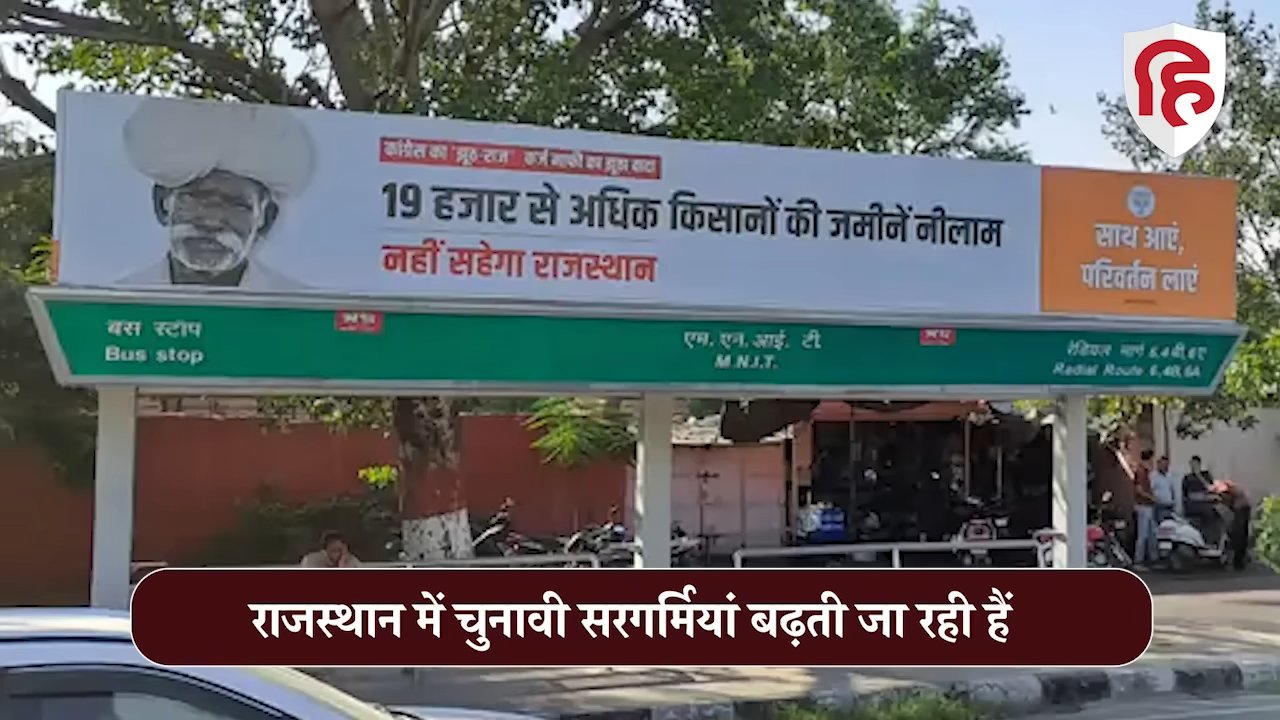 हि
कांग्रेस का 'झूठ-राज' कर्ज माफी का झूठा वादा
19 हजार से अधिक किसानों की जमीनें नीलाम
नहीं सहेगा राजस्थान
साथ आएं,
परिवर्तन लाएं
बस स्टॉप
Bus stop
एम. एन. आई. टी.
M.N.I.T.
रेडियल मार्ग 6,4बी,6ए
Radial Route 6,4B,6A
राजस्थान में चुनावी सरगर्मियां बढ़ती जा रही हैं